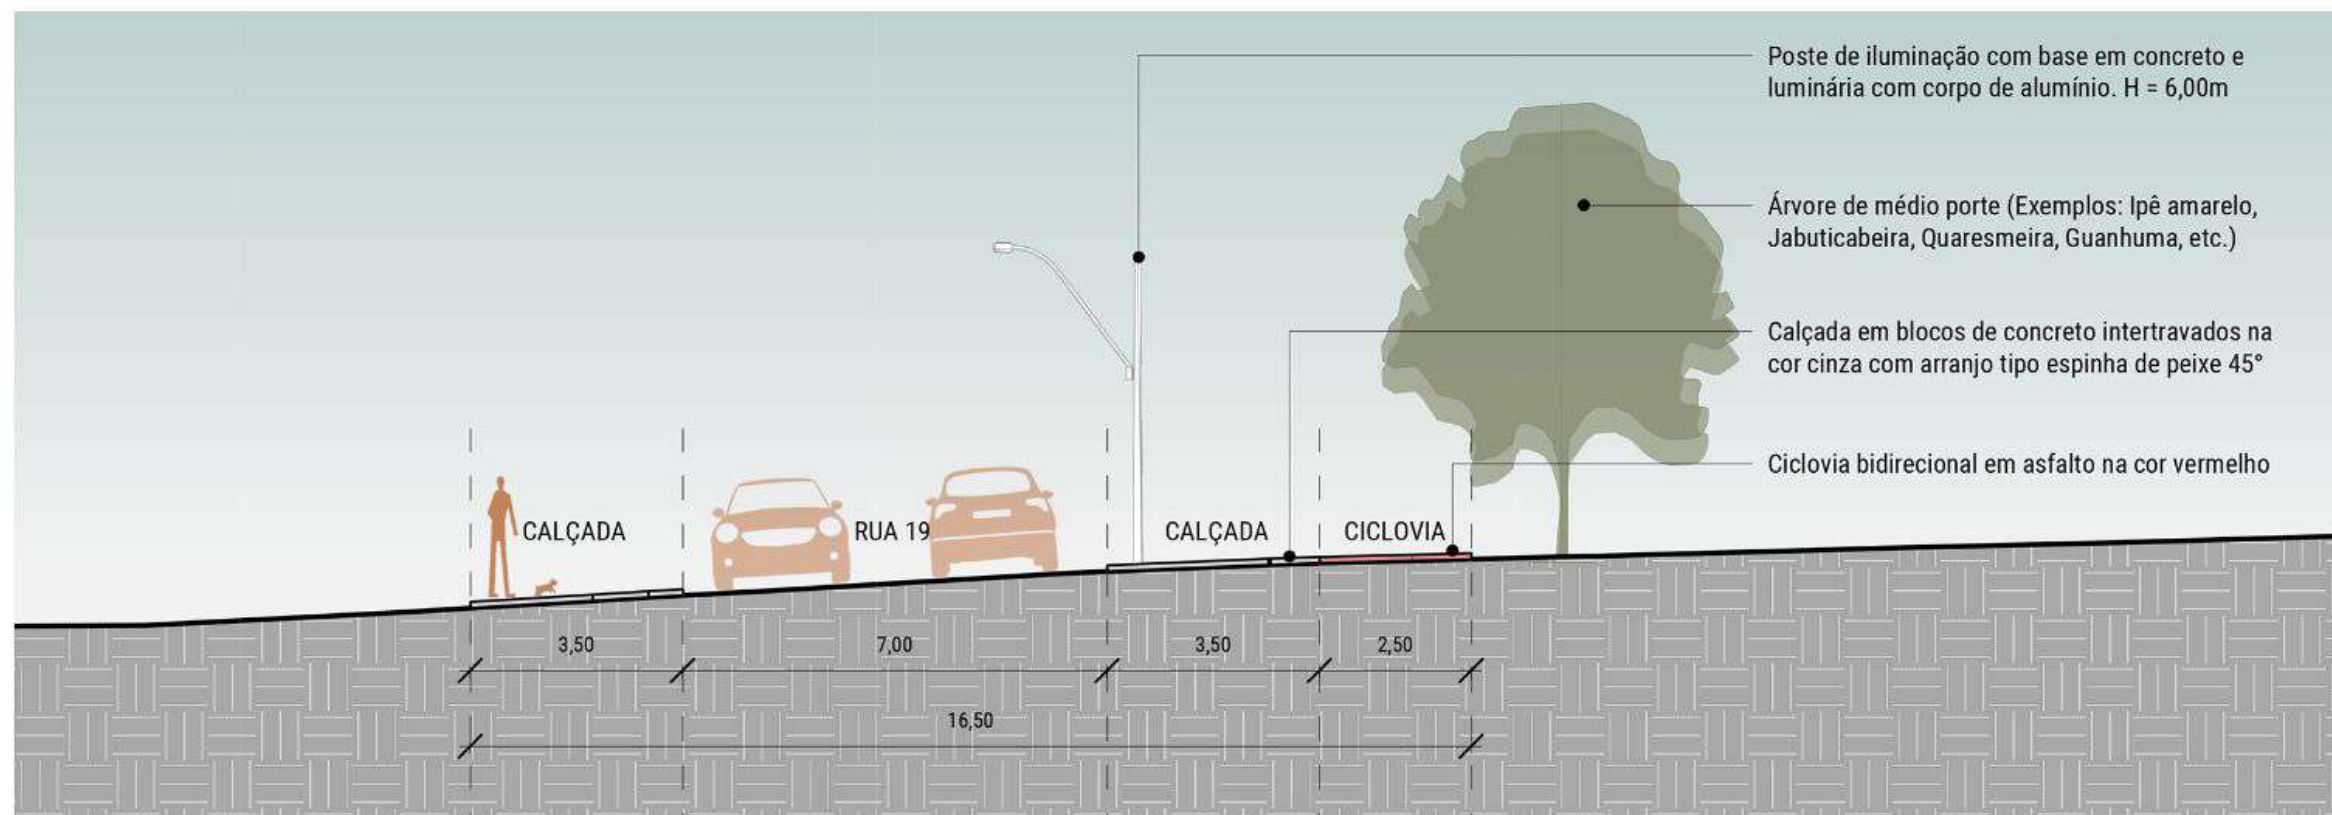 Poste de iluminação com base em concreto e
luminária com corpo de alumínio. H = 6,00m
Árvore de médio porte (Exemplos: Ipê amarelo,
Jabuticabeira, Quaresmeira, Guanhuma, etc.)
Calçada em blocos de concreto intertravados na
cor cinza com arranjo tipo espinha de peixe 45°
Ciclovia bidirecional em asfalto na cor vermelho
CALÇADA
RUA 19
CALÇADA
CICLOVIA
3,50
7,00
3,50
2,50
16,50